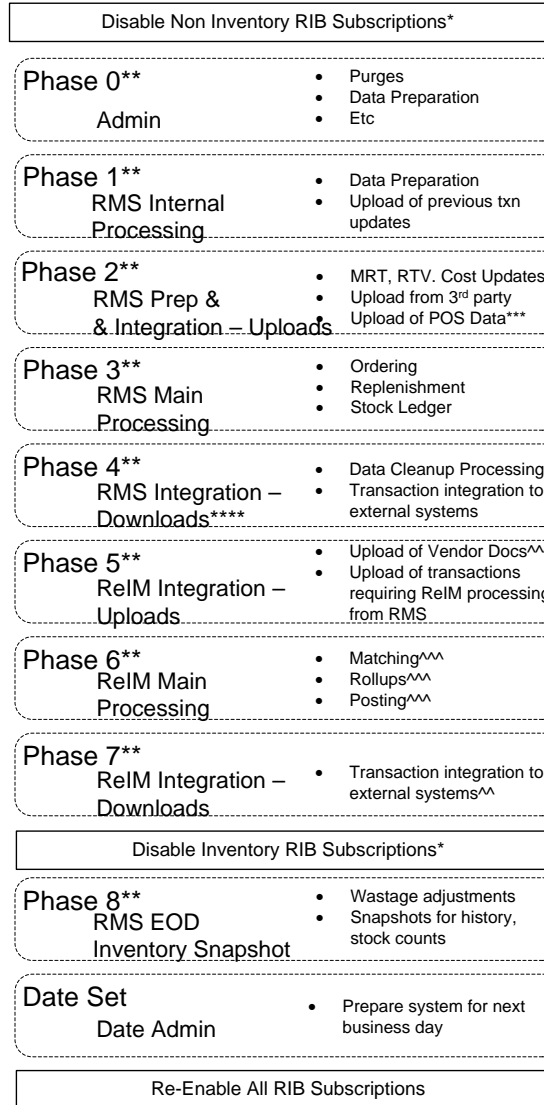 Disable Non Inventory RIB Subscriptions*
Phase 0**
Admin
• Purges
• Data Preparation
• Etc
Phase 1**
RMS Internal
Processing
• Data Preparation
• Upload of previous txn
updates
Phase 2**
RMS Prep &
& Integration – Uploads
• MRT, RTV. Cost Updates
• Upload from 3rd party
• Upload of POS Data***
Phase 3**
RMS Main
Processing
• Ordering
• Replenishment
• Stock Ledger
Phase 4**
RMS Integration –
Downloads****
• Data Cleanup Processing
• Transaction integration to
external systems
Phase 5**
ReIM Integration –
Uploads
• Upload of Vendor Docs^^
• Upload of transactions
requiring ReIM processing
from RMS
Phase 6**
ReIM Main
Processing
• Matching^^^
• Rollups^^^
• Posting^^^
Phase 7**
ReIM Integration –
Downloads
• Transaction integration to
external systems^^
Disable Inventory RIB Subscriptions*
Phase 8**
RMS EOD
Inventory Snapshot
• Wastage adjustments
• Snapshots for history,
stock counts
Date Set
Date Admin
• Prepare system for next
business day
Re-Enable All RIB Subscriptions